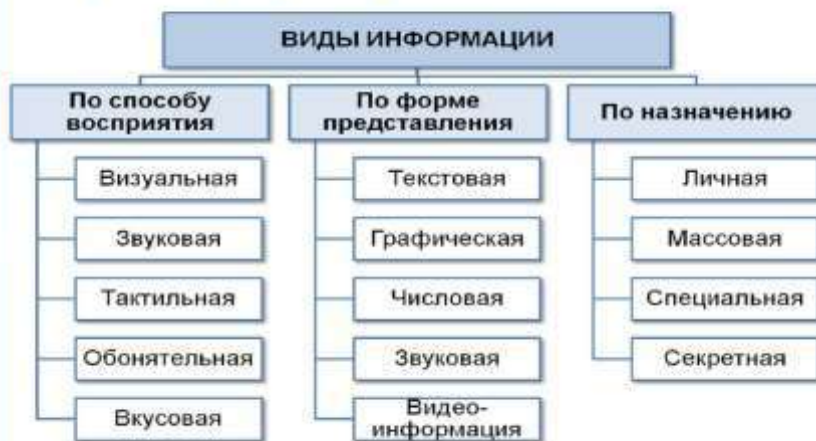 ВИДЫ ИНФОРМАЦИИ
По способу
восприятия
Визуальная
Звуковая
Тактильная
Обонятельная
Вкусовая
По форме
представления
Текстовая
Графическая
Числовая
Звуковая
Видео-
информация
По назначению
Личная
Массовая
Специальная
Секретная